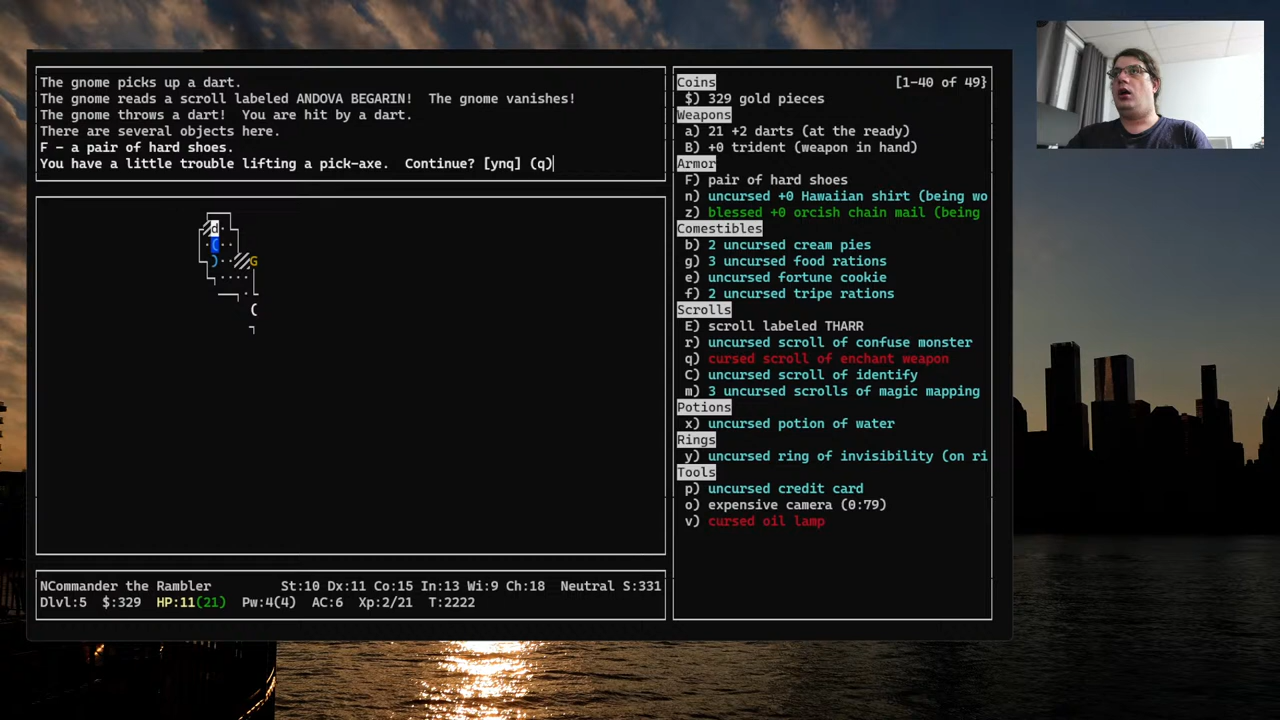 The gnome picks up a dart.
The gnome reads a scroll labeled ANDOVA BEGARIN!  The gnome vanishes!
The gnome throws a dart!  You are hit by a dart.
There are several objects here.
F - a pair of hard shoes.
You have a little trouble lifting a pick-axe.  Continue? [ynq] (q)
d
(
)
G
(
NCommander the Rambler St:10 Dx:11 Co:15 In:13 Wi:9 Ch:18 Neutral S:331
Dlvl:5 $:329 HP:11(21) Pw:4(4) AC:6 Xp:2/21 T:2222
Coins [1-40 of 49}
$) 329 gold pieces
Weapons
a) 21 +2 darts (at the ready)
B) +0 trident (weapon in hand)
Armor
F) pair of hard shoes
n) uncursed +0 Hawaiian shirt (being wo
z) blessed +0 orcish chain mail (being
Comestibles
b) 2 uncursed cream pies
g) 3 uncursed food rations
e) uncursed fortune cookie
f) 2 uncursed tripe rations
Scrolls
E) scroll labeled THARR
r) uncursed scroll of confuse monster
q) cursed scroll of enchant weapon
C) uncursed scroll of identify
m) 3 uncursed scrolls of magic mapping
Potions
x) uncursed potion of water
Rings
y) uncursed ring of invisibility (on ri
Tools
p) uncursed credit card
o) expensive camera (0:79)
v) cursed oil lamp